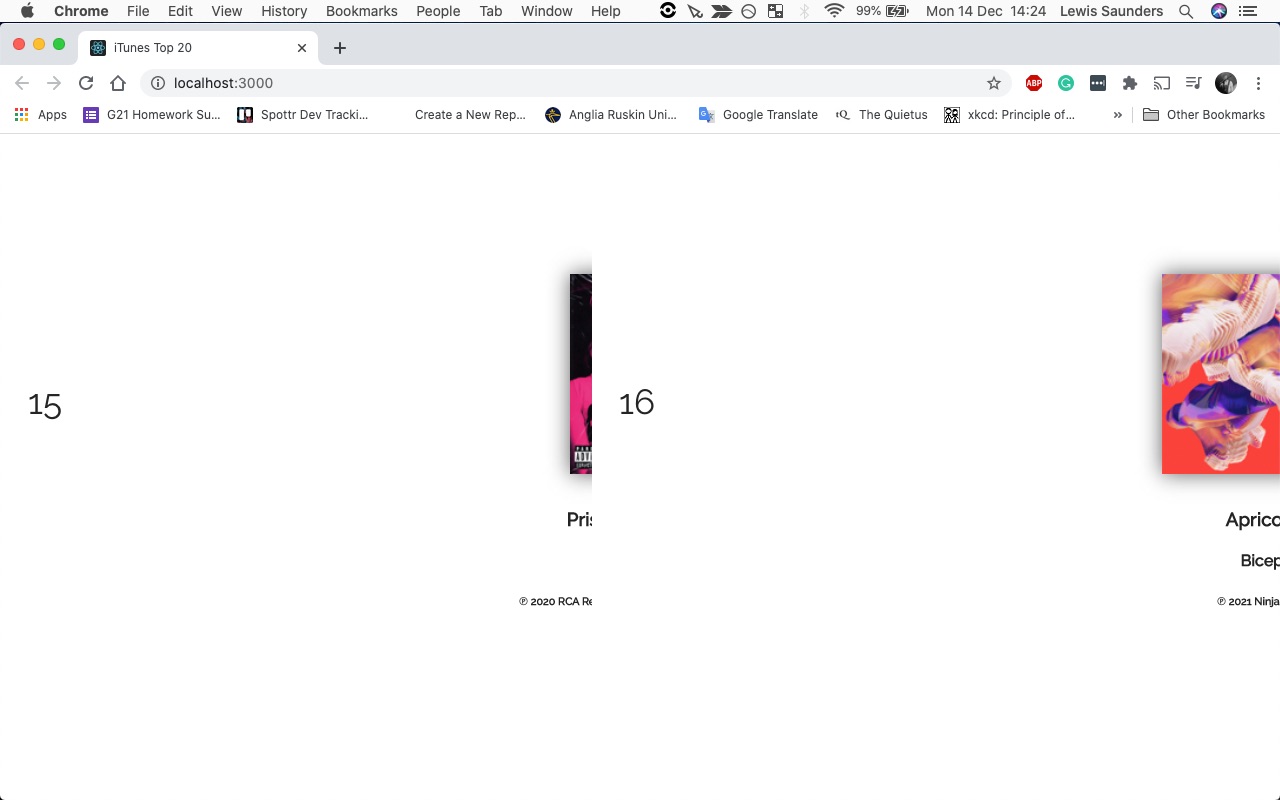 Chrome File Edit View History Bookmarks People Tab Window Help 99% Mon 14 Dec 14:24 Lewis Saunders
iTunes Top 20
localhost:3000
ABP
Apps G21 Homework Su... Spottr Dev Tracki... Create a New Rep... Anglia Ruskin Uni... Google Translate tQ The Quietus xkcd: Principle of... » Other Bookmarks
15
16
Pris
Aprico
Bicep
℗ 2020 RCA Re
℗ 2021 Ninja